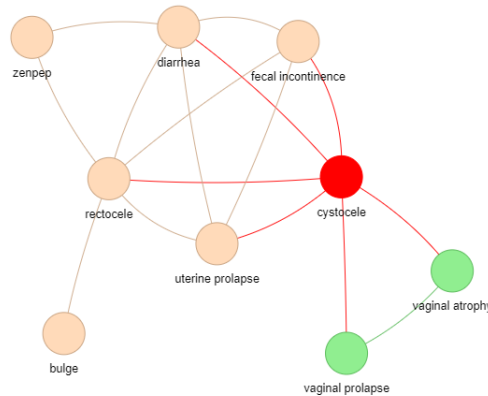 diarrhea
zenpep
fecal incontinence
rectocele
cystocele
uterine prolapse
vaginal atrophy
bulge
vaginal prolapse